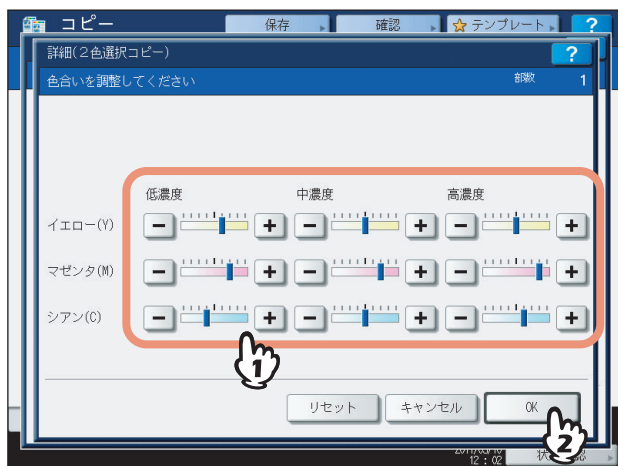 コピー 保存 確認 テンプレート ?
詳細(2色選択コピー) ?
色合いを調整してください 部数 1
低濃度 中濃度 高濃度
イエロー(Y) − + − + − +
マゼンタ(M) − + − + − +
シアン(C) − + − + − +
1
リセット キャンセル OK
2
12:02